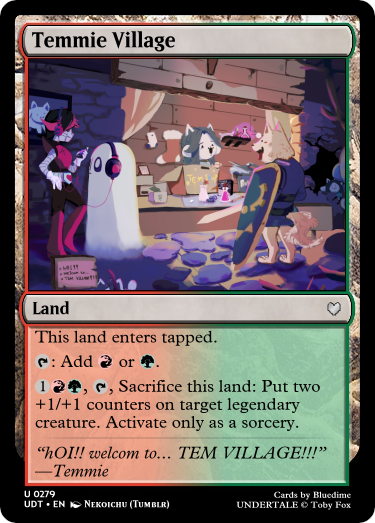 Temmie Village
Land
This land enters tapped.
: Add or .
1 , , Sacrifice this land: Put two
+1/+1 counters on target legendary
creature. Activate only as a sorcery.
“hOI!! welcom to… TEM VILLAGE!!!”
—Temmie
U 0279
UDT • EN Nekoichu (Tumblr)
Cards by Bluedime
UNDERTALE © Toby Fox